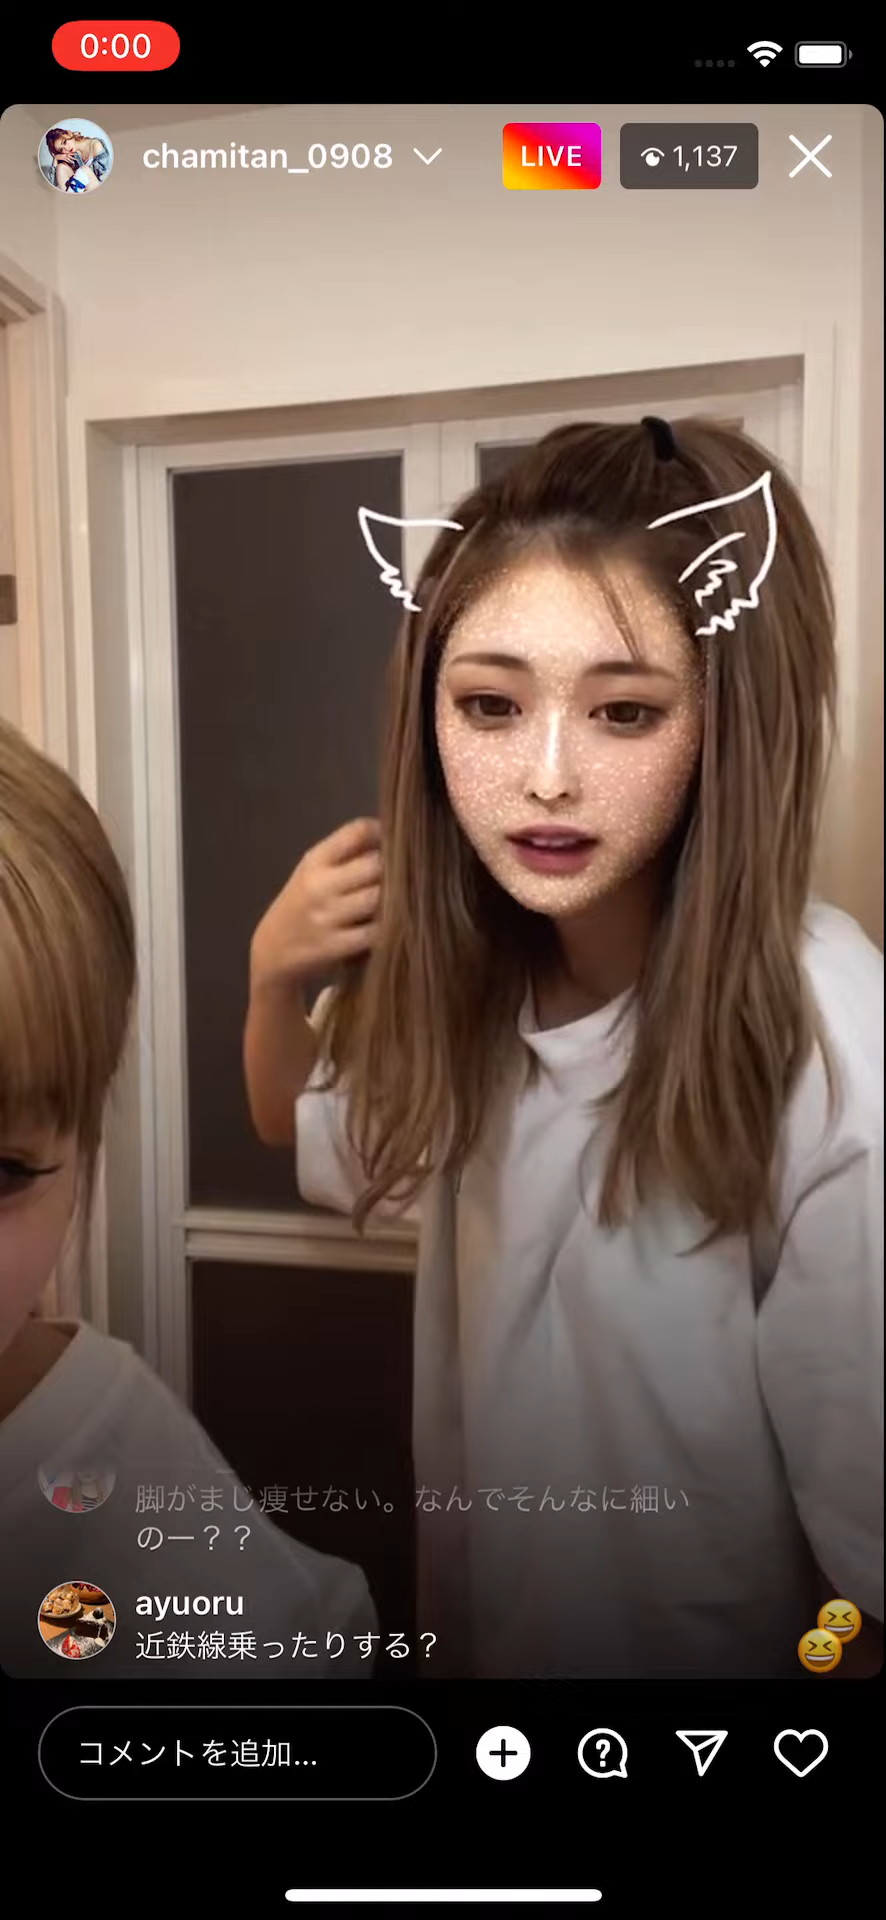 0:00
chamitan_0908
LIVE
1,137
脚がまじ痩せない。なんでそんなに細い
のー？？
ayuoru
近鉄線乗ったりする？
コメントを追加...